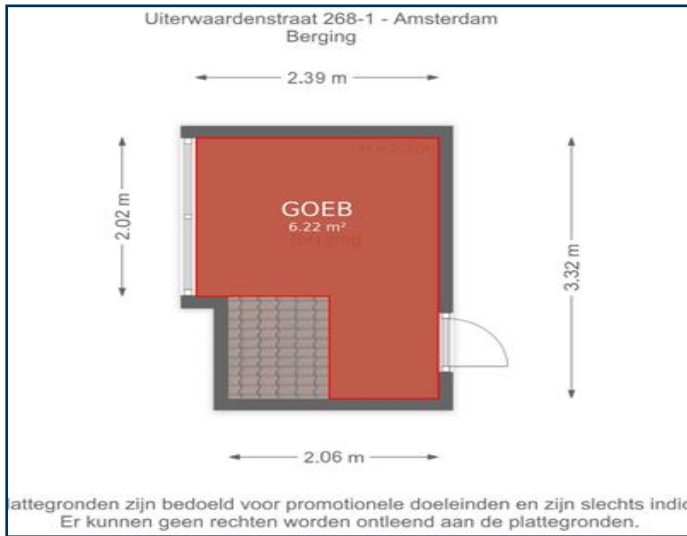 Uiterwaardenstraat 268-1 - Amsterdam
Berging
2.39 m
2.02 m
GOEB
6.22 m²
Berging
3.32 m
2.06 m
lattegronden zijn bedoeld voor promotionele doeleinden en zijn slechts indic
Er kunnen geen rechten worden ontleend aan de plattegronden.